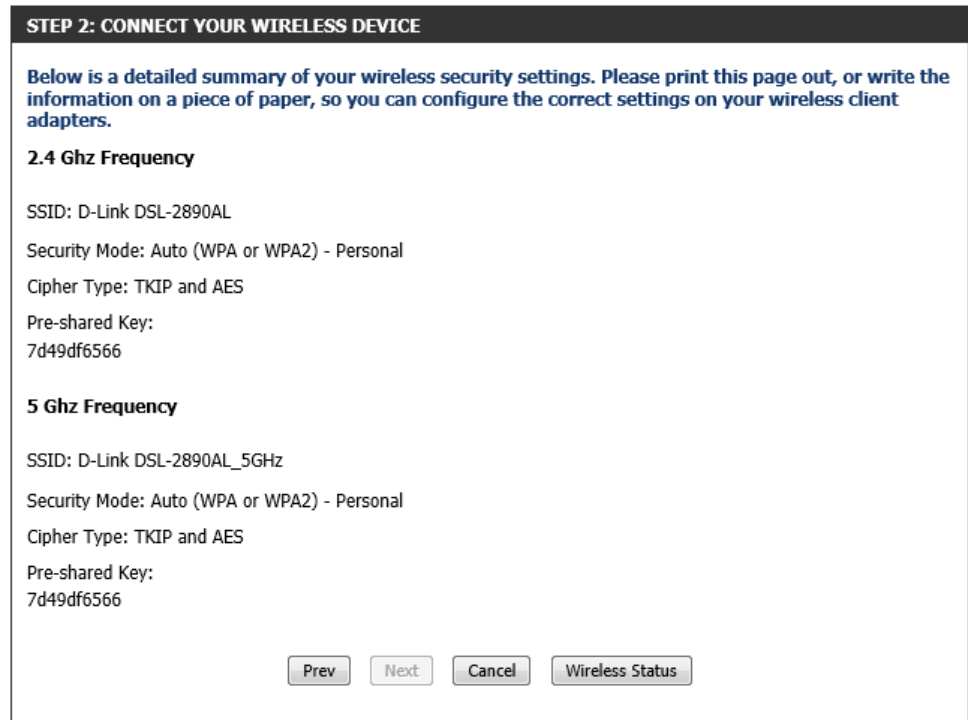 STEP 2: CONNECT YOUR WIRELESS DEVICE
Below is a detailed summary of your wireless security settings. Please print this page out, or write the
information on a piece of paper, so you can configure the correct settings on your wireless client
adapters.
2.4 Ghz Frequency
SSID: D-Link DSL-2890AL
Security Mode: Auto (WPA or WPA2) - Personal
Cipher Type: TKIP and AES
Pre-shared Key:
7d49df6566
5 Ghz Frequency
SSID: D-Link DSL-2890AL_5GHz
Security Mode: Auto (WPA or WPA2) - Personal
Cipher Type: TKIP and AES
Pre-shared Key:
7d49df6566
Prev Next Cancel Wireless Status